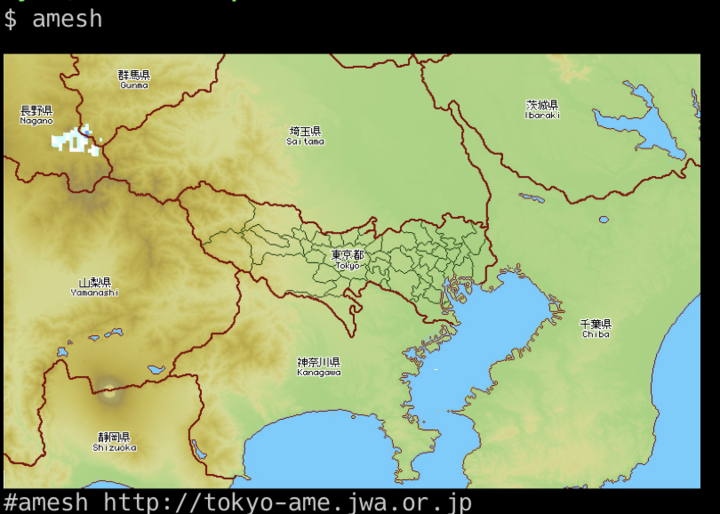 $ amesh
群馬県
Gunma
長野県
Nagano
茨城県
Ibaraki
埼玉県
Saitama
東京都
Tokyo
山梨県
Yamanashi
千葉県
Chiba
神奈川県
Kanagawa
静岡県
Shizuoka
#amesh http://tokyo-ame.jwa.or.jp